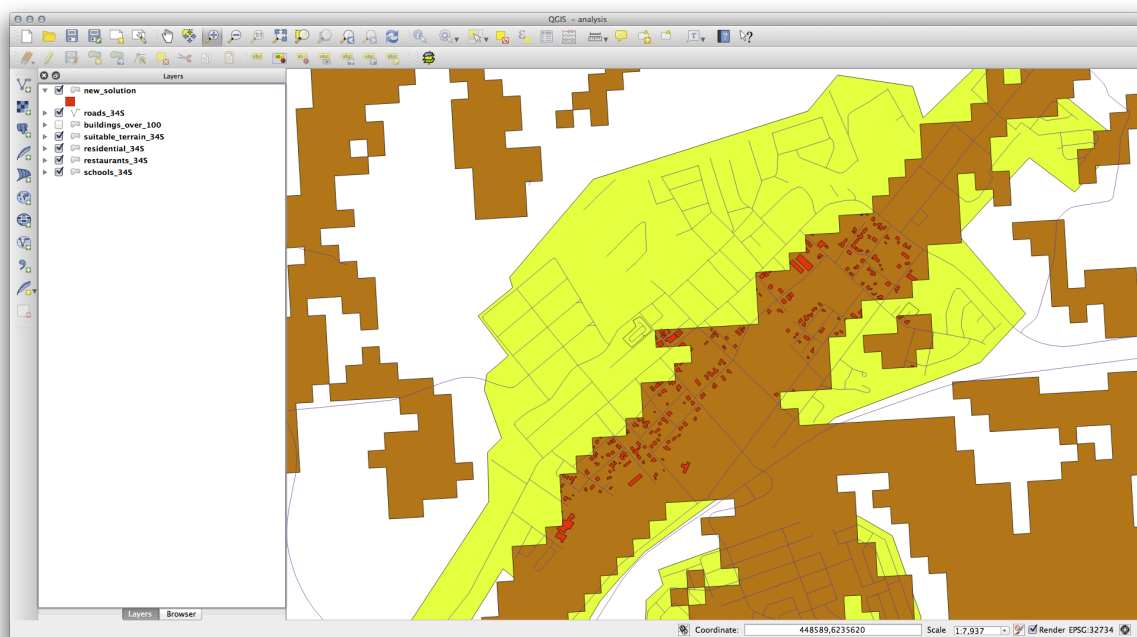 QGIS - analysis
Layers
new_solution
roads_34S
buildings_over_100
suitable_terrain_34S
residential_34S
restaurants_34S
schools_34S
Layers
Browser
Coordinate:
448589,6235620
Scale
1:7,937
Render
EPSG:32734